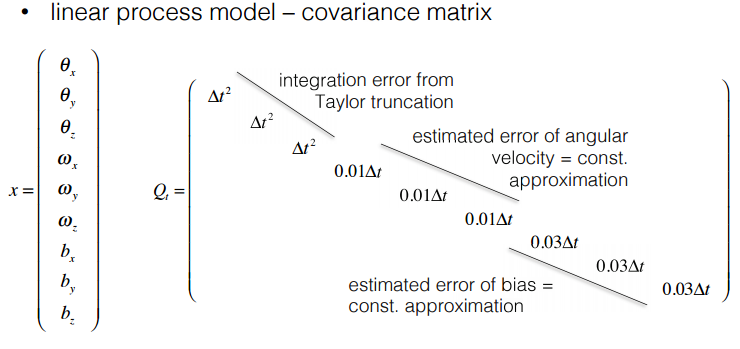 • linear process model – covariance matrix
x =
θx
θy
θz
ωx
ωy
ωz
bx
by
bz
Qt =
Δt²
Δt²
Δt²
0.01Δt
0.01Δt
0.01Δt
0.03Δt
0.03Δt
0.03Δt
integration error from
Taylor truncation
estimated error of angular
velocity = const.
approximation
estimated error of bias =
const. approximation